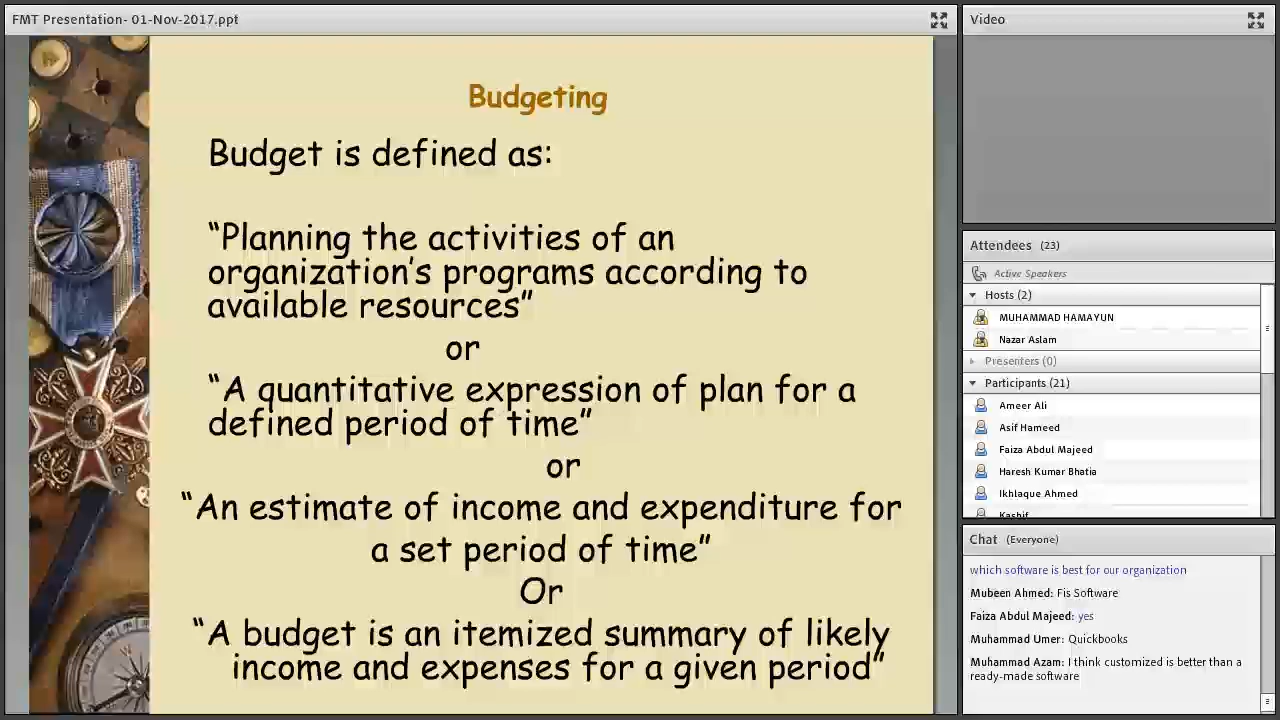 FMT Presentation- 01-Nov-2017.ppt
Budgeting
Budget is defined as:
“Planning the activities of an
organization’s programs according to
available resources”
or
“A quantitative expression of plan for a
defined period of time”
or
“An estimate of income and expenditure for
a set period of time”
Or
“A budget is an itemized summary of likely
income and expenses for a given period”
Video
Attendees (23)
Active Speakers
Hosts (2)
MUHAMMAD HAMAYUN
Nazar Aslam
Presenters (0)
Participants (21)
Ameer Ali
Asif Hameed
Faiza Abdul Majeed
Haresh Kumar Bhatia
Ikhlaque Ahmed
Kashif
Chat (Everyone)
which software is best for our organization
Mubeen Ahmed: Fis Software
Faiza Abdul Majeed: yes
Muhammad Umer: Quickbooks
Muhammad Azam: I think customized is better than a
ready-made software